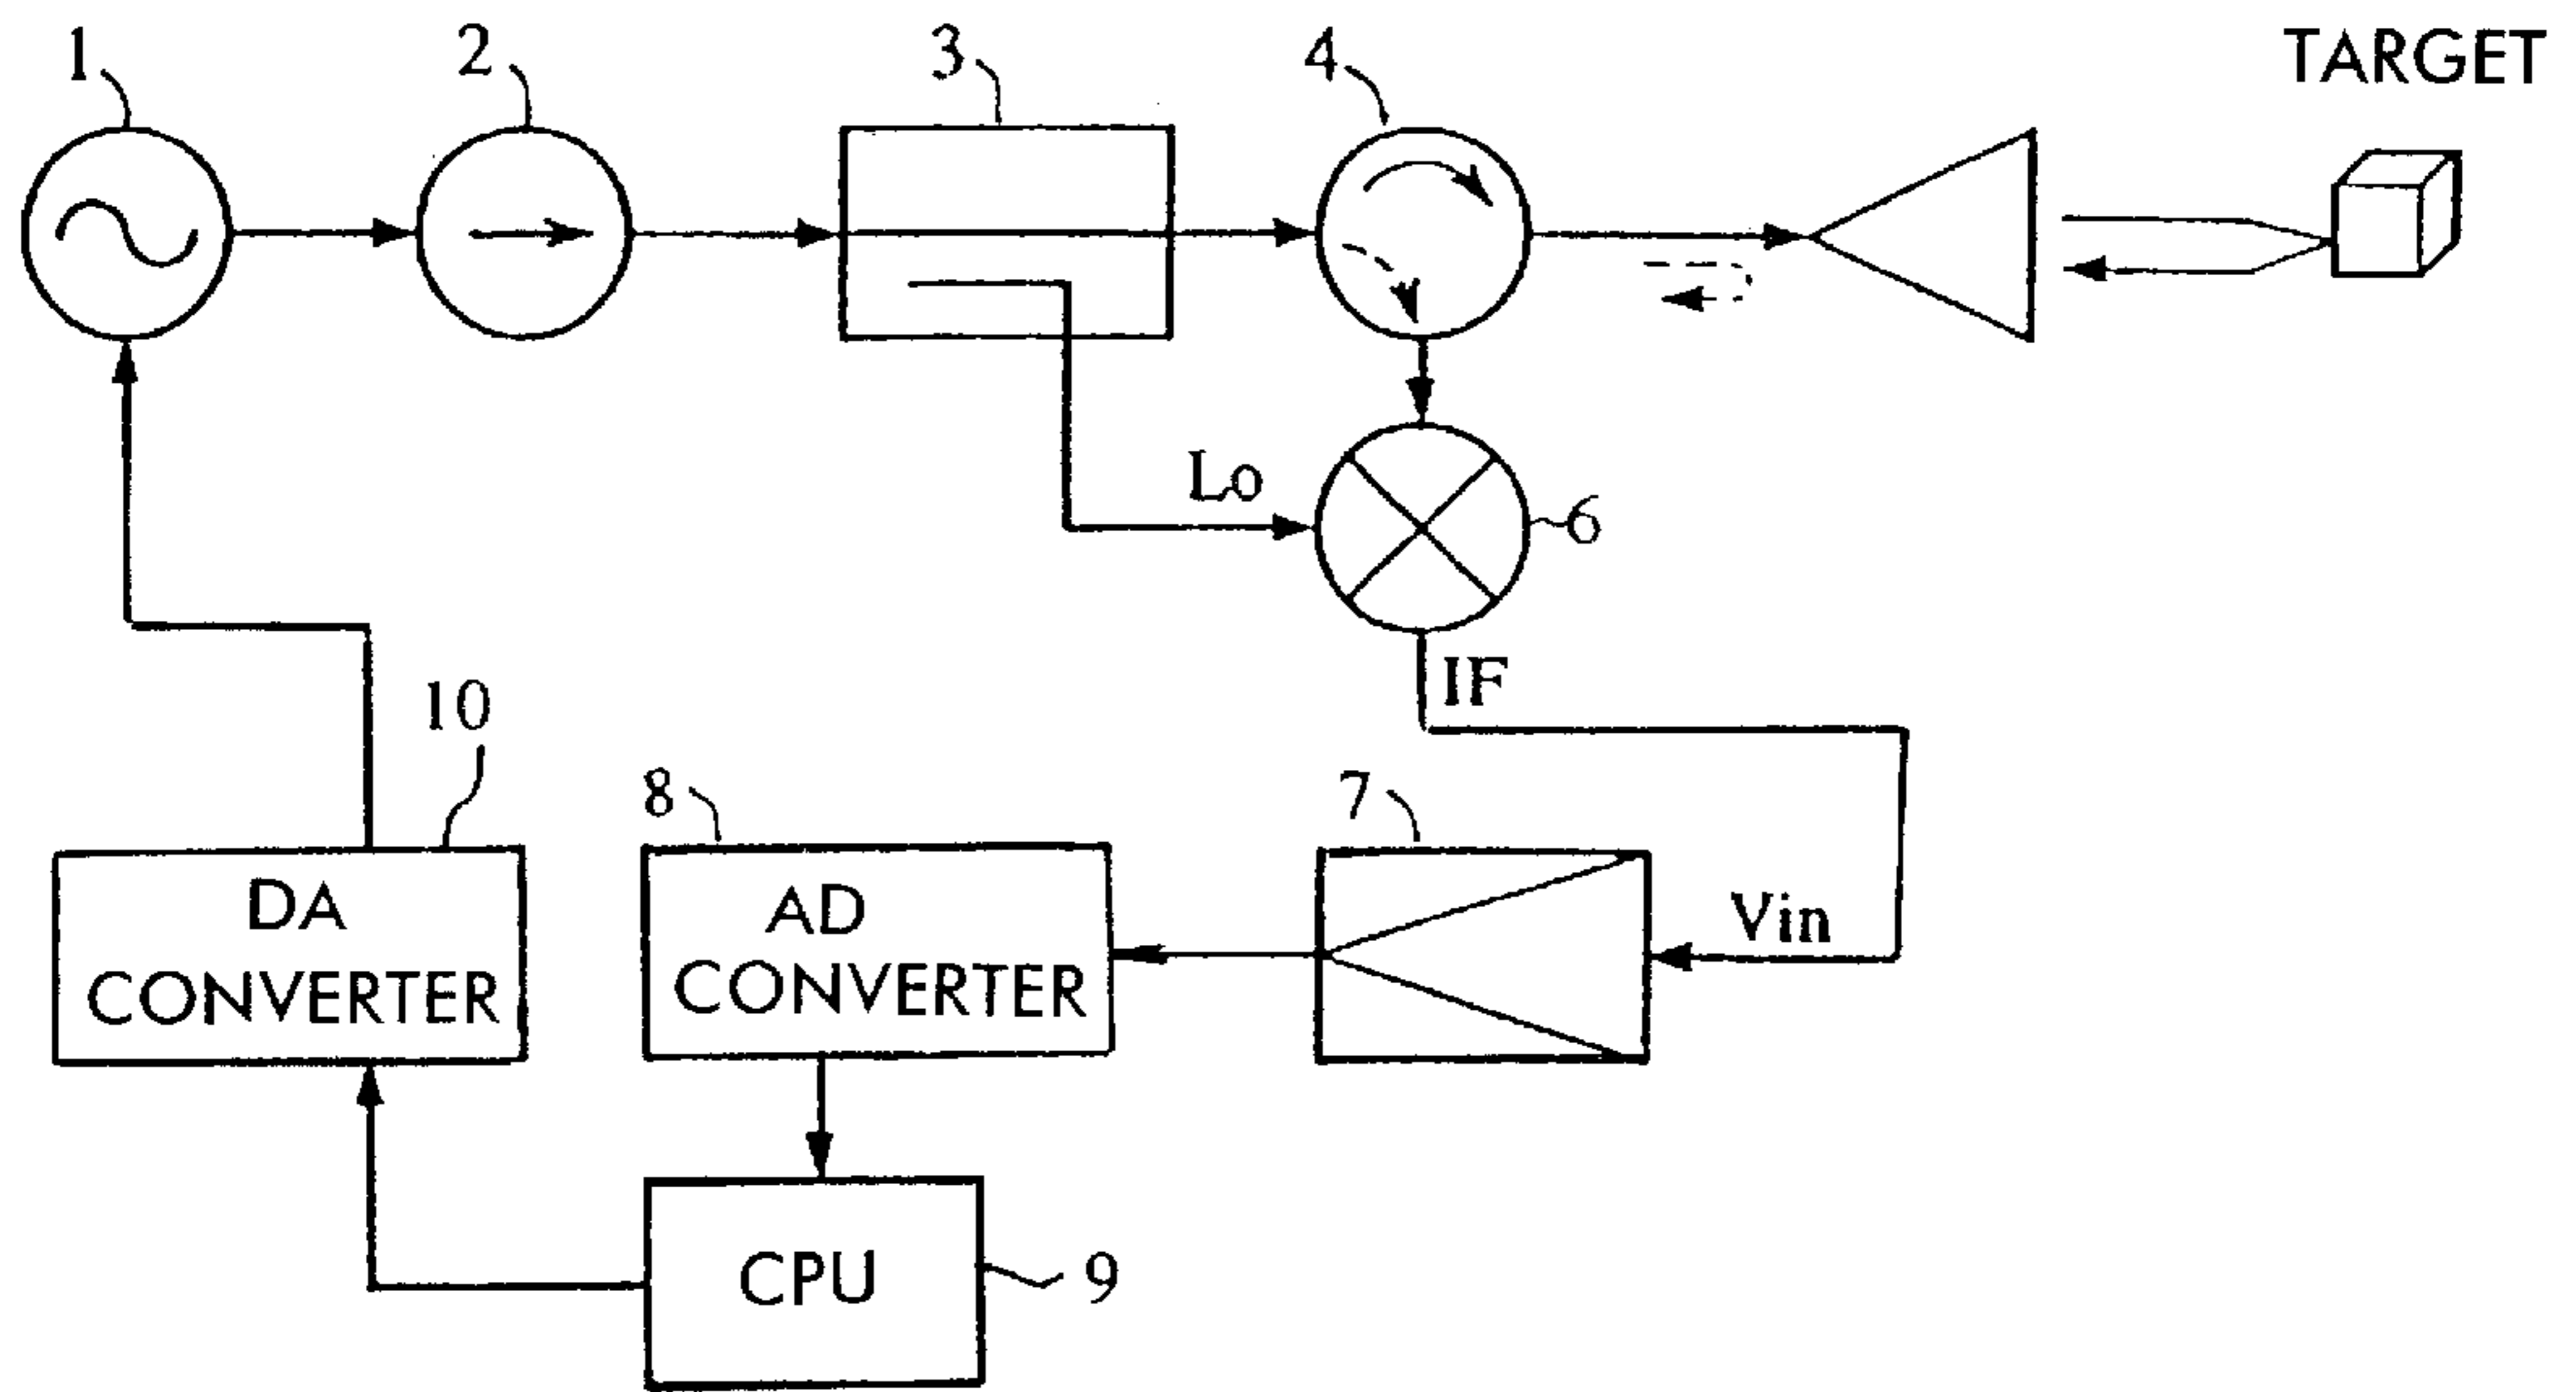 1
2
3
4
TARGET
Lo
6
IF
10
8
7
DA
CONVERTER
AD
CONVERTER
Vin
CPU
9